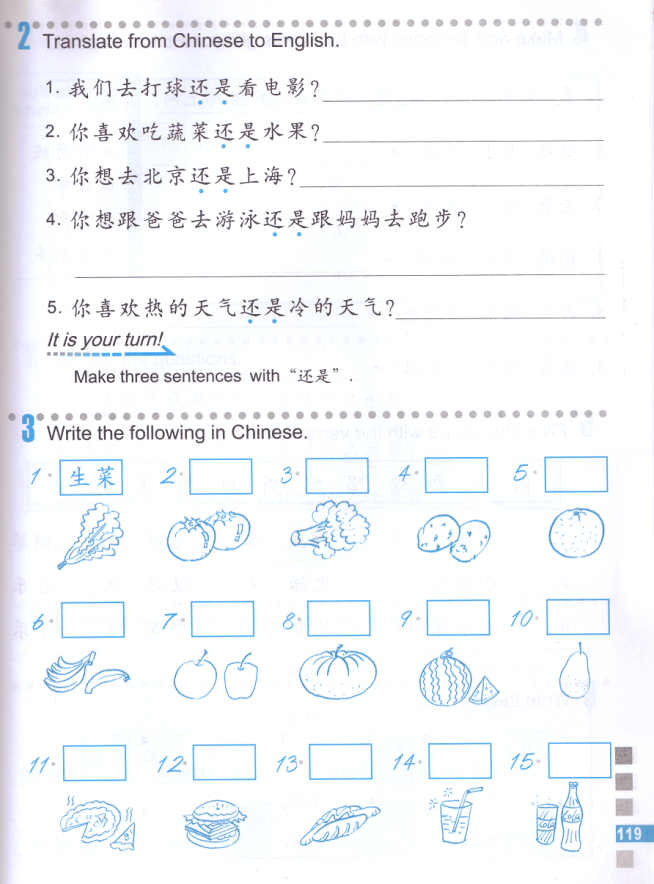 2 Translate from Chinese to English.
1. 我们去打球还是看电影?
2. 你喜欢吃蔬菜还是水果?
3. 你想去北京还是上海?
4. 你想跟爸爸去游泳还是跟妈妈去跑步?
5. 你喜欢热的天气还是冷的天气?
It is your turn!
Make three sentences with “还是”.
3 Write the following in Chinese.
1. 生菜 2. 3. 4. 5.
6. 7. 8. 9. 10.
11. 12. 13. 14. 15.
Cola Cola
119